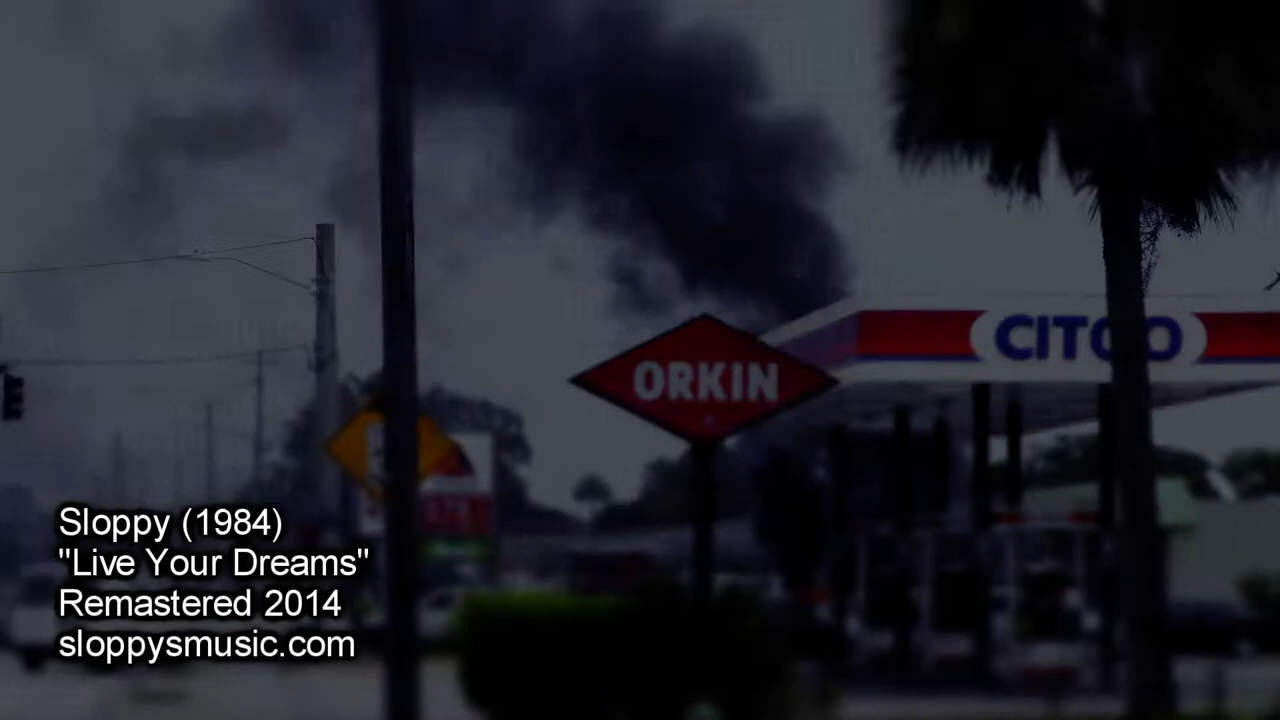 CITGO
ORKIN
Sloppy (1984)
"Live Your Dreams"
Remastered 2014
sloppysmusic.com